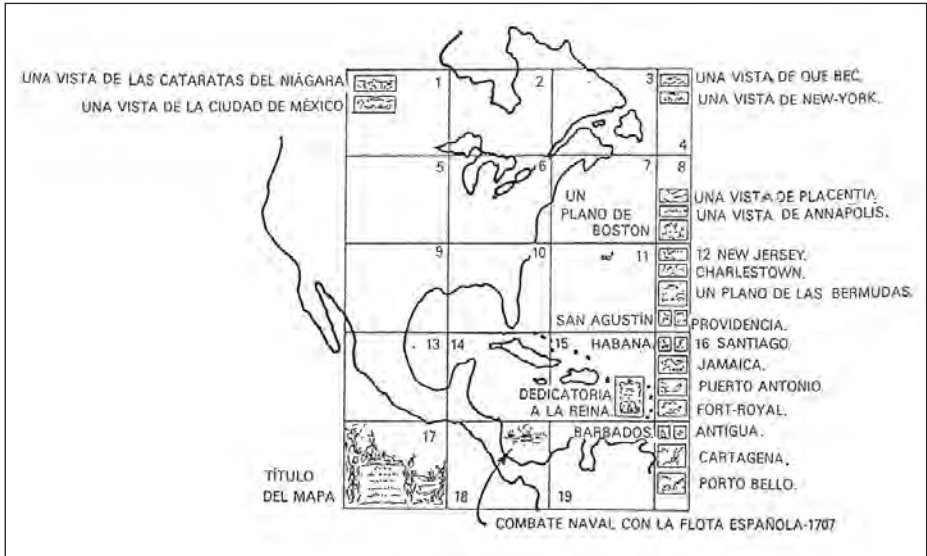 UNA VISTA DE LAS CATARATAS DEL NIÁGARA
UNA VISTA DE LA CIUDAD DE MÉXICO
1
2
3
UNA VISTA DE QUE BEC.
UNA VISTA DE NEW-YORK.
4
5
6
7
8
UN
PLANO DE
BOSTON
UNA VISTA DE PLACENTIA
UNA VISTA DE ANNAPOLIS.
9
10
11
12 NEW JERSEY.
CHARLESTOWN.
UN PLANO DE LAS BERMUDAS.
SAN AGUSTÍN
PROVIDENCIA.
13
14
15
HABANA.
16 SANTIAGO
JAMAICA.
DEDICATORIA
A LA REINA.
PUERTO ANTONIO.
FORT-ROYAL.
BARBADOS.
ANTIGUA.
17
CARTAGENA.
TÍTULO
DEL MAPA
18
19
PORTO BELLO.
COMBATE NAVAL CON LA FLOTA ESPAÑOLA-1707